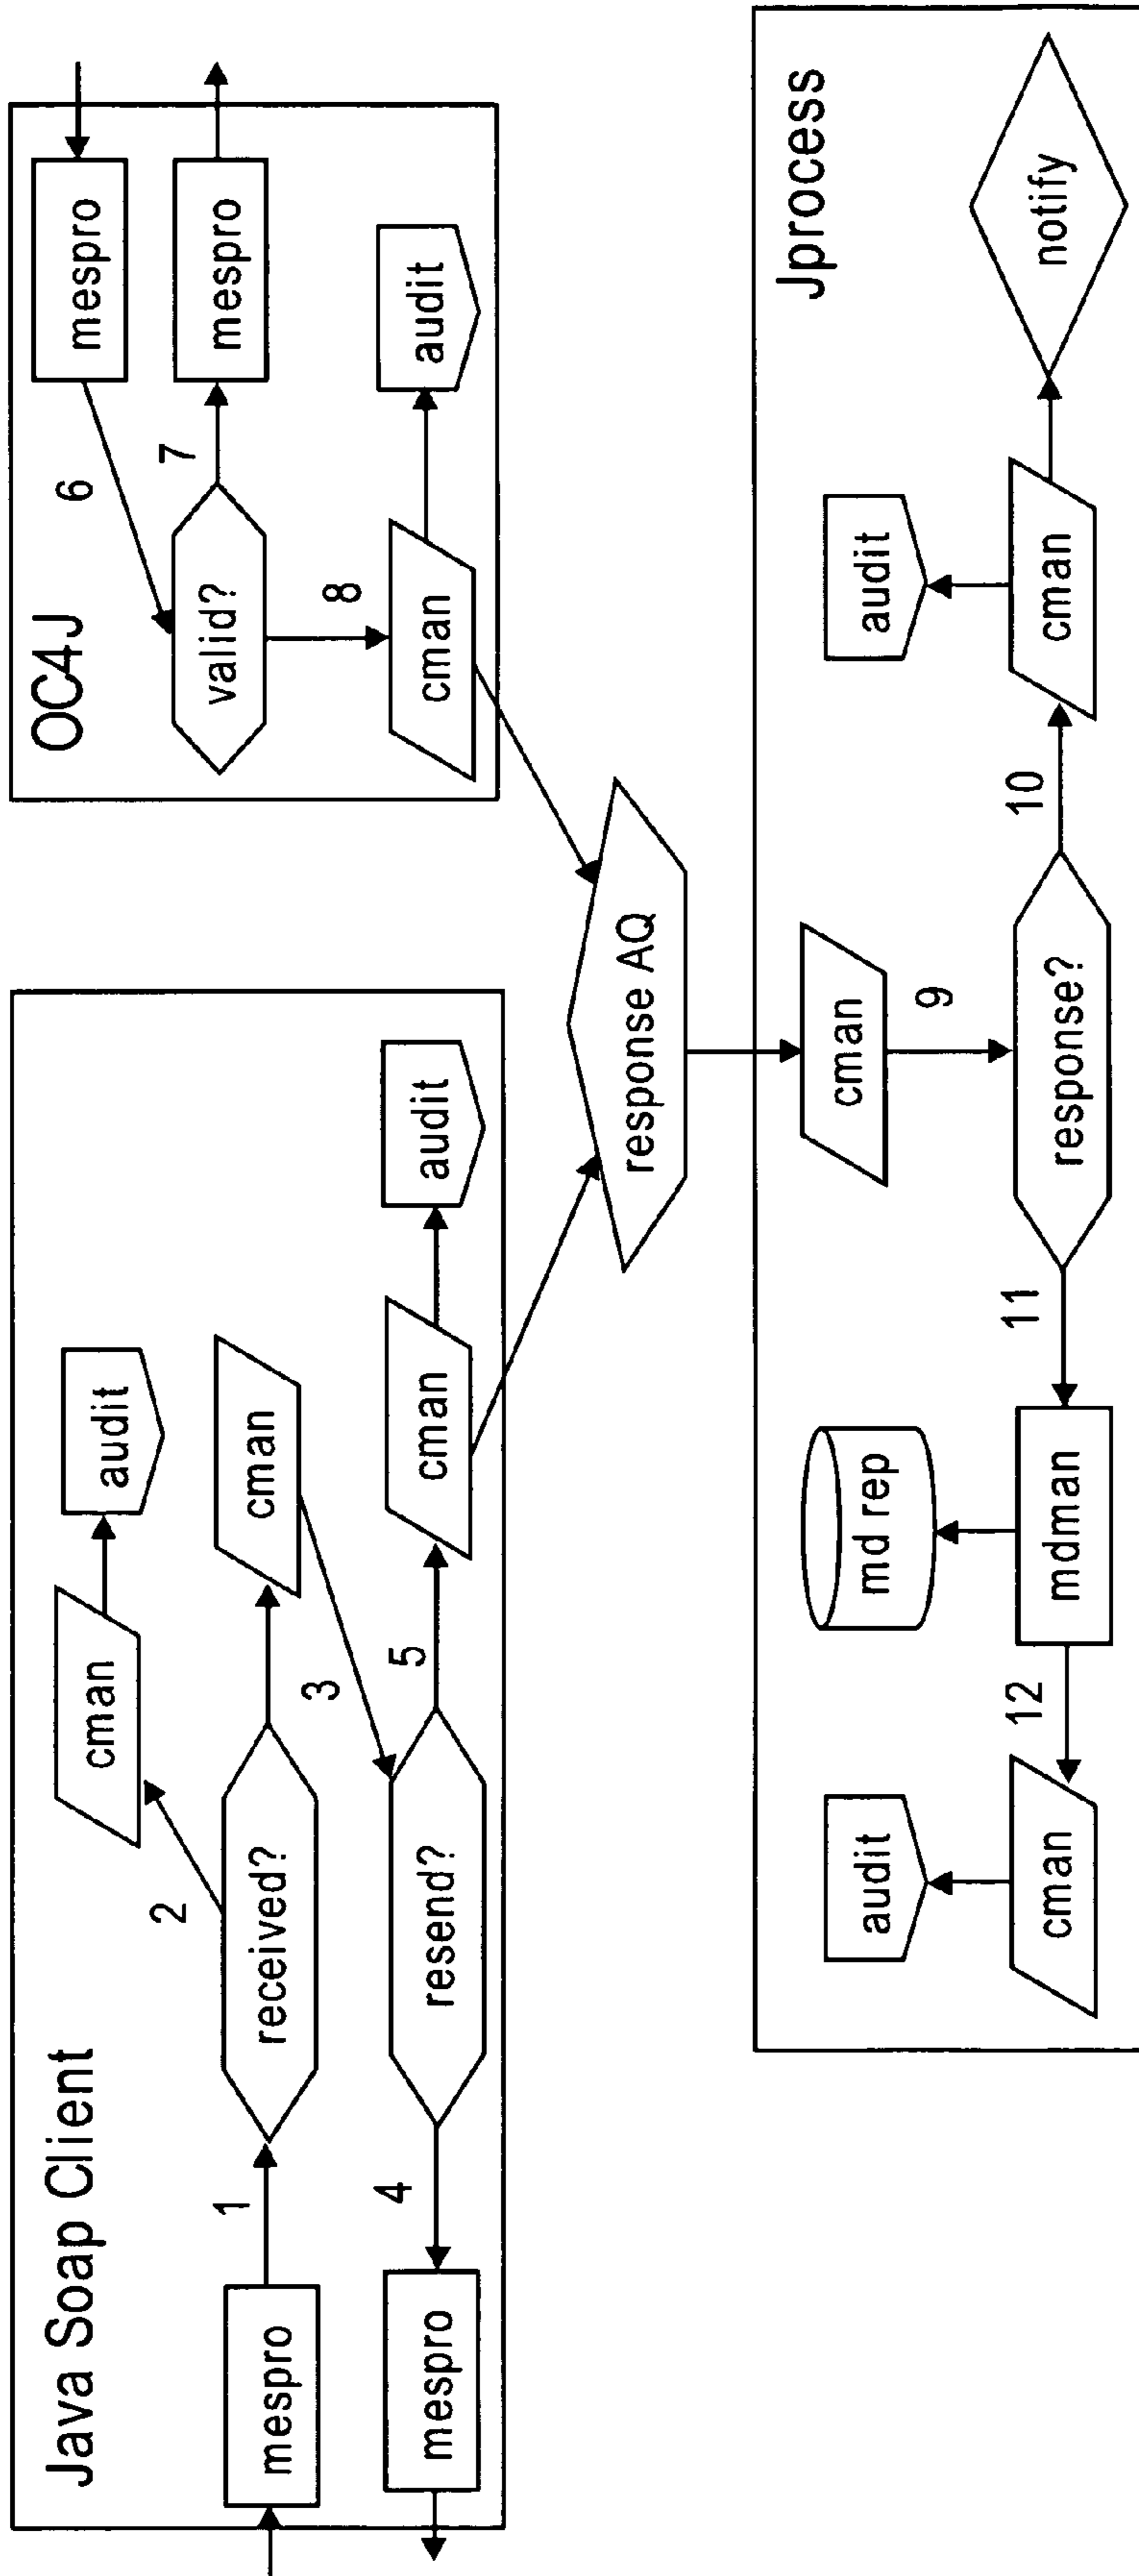 Java Soap Client
mespro
1
received?
2
cman
audit
cman
3
mespro
4
resend?
5
cman
audit
OC4J
mespro
6
valid?
7
mespro
8
cman
audit
response AQ
Jprocess
cman
9
response?
10
cman
audit
notify
11
mdman
md rep
12
cman
audit